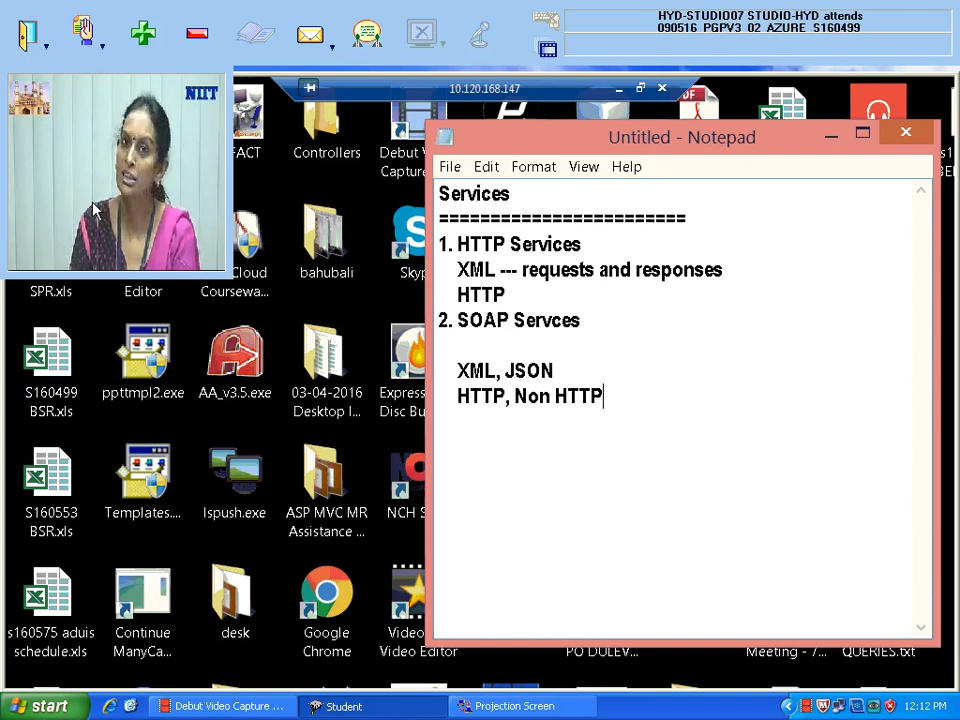 HYD-STUDIO07 STUDIO-HYD attends
090516 PGPV3 02 AZURE S160499
NIIT
10.120.168.147
FACT
Controllers
Debut
Capture
Untitled - Notepad
File Edit Format View Help
Services
========================
1. HTTP Services
XML --- requests and responses
HTTP
2. SOAP Servces
XML, JSON
HTTP, Non HTTP
SPR.xls
Editor
Cloud
Coursewa...
bahubali
Skyp
S160499
BSR.xls
ppttmpl2.exe
AA_v3.5.exe
03-04-2016
Desktop I...
Express
Disc Bu
S160553
BSR.xls
Templates....
lspush.exe
ASP MVC MR
Assistance ...
NCH S
s160575 aduis
schedule.xls
Continue
ManyCa...
desk
Google
Chrome
Video
Video Editor
PO DULEV...
Meeting - 7...
QUERIES.txt
start
Debut Video Capture ...
Student
Projection Screen
12:12 PM